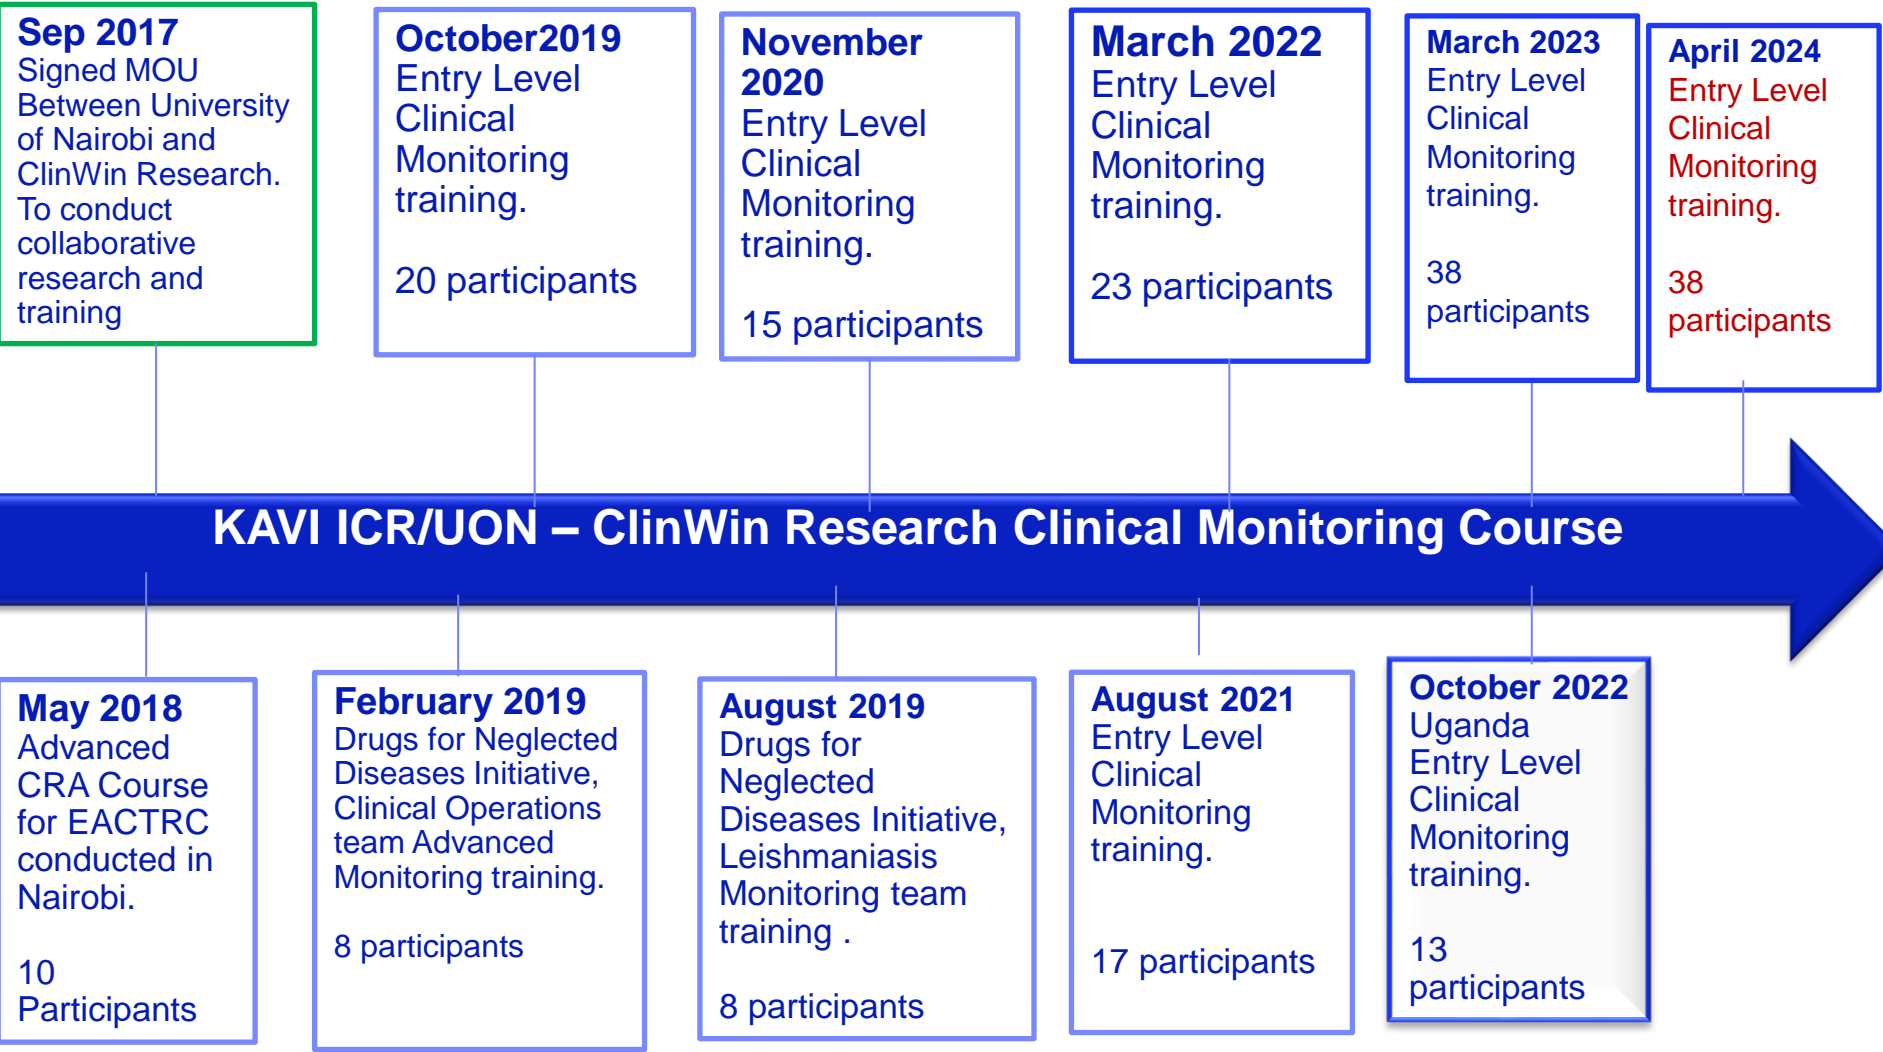 Sep 2017
Signed MOU
Between University
of Nairobi and
ClinWin Research.
To conduct
collaborative
research and
training
October2019
Entry Level
Clinical
Monitoring
training.
20 participants
November
2020
Entry Level
Clinical
Monitoring
training.
15 participants
March 2022
Entry Level
Clinical
Monitoring
training.
23 participants
March 2023
Entry Level
Clinical
Monitoring
training.
38
participants
April 2024
Entry Level
Clinical
Monitoring
training.
38
participants
KAVI ICR/UON – ClinWin Research Clinical Monitoring Course
May 2018
Advanced
CRA Course
for EACTRC
conducted in
Nairobi.
10
Participants
February 2019
Drugs for Neglected
Diseases Initiative,
Clinical Operations
team Advanced
Monitoring training.
8 participants
August 2019
Drugs for
Neglected
Diseases Initiative,
Leishmaniasis
Monitoring team
training .
8 participants
August 2021
Entry Level
Clinical
Monitoring
training.
17 participants
October 2022
Uganda
Entry Level
Clinical
Monitoring
training.
13
participants